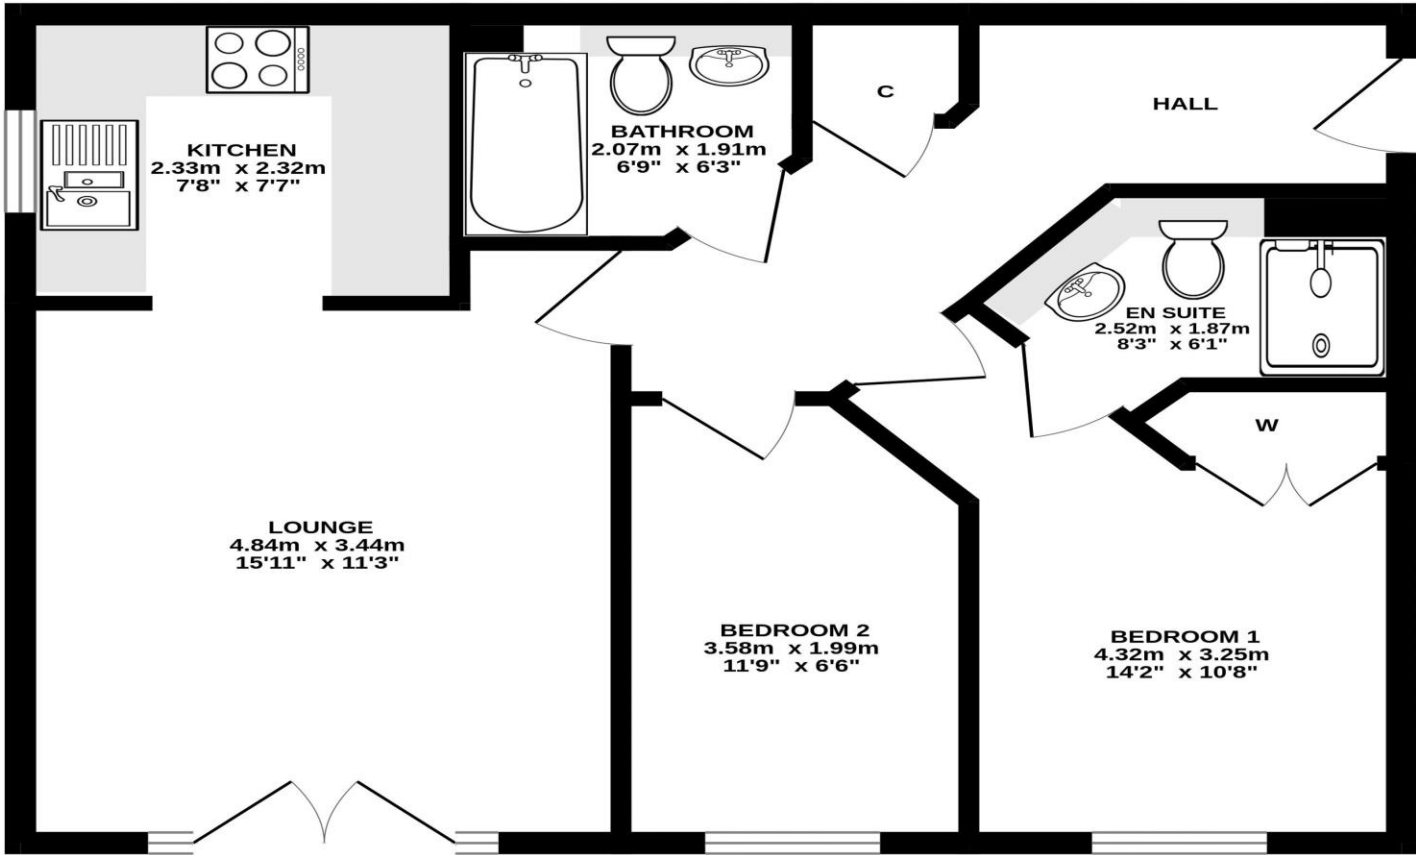 KITCHEN
2.33m x 2.32m
7'8" x 7'7"
BATHROOM
2.07m x 1.91m
6'9" x 6'3"
C
HALL
EN SUITE
2.52m x 1.87m
8'3" x 6'1"
W
LOUNGE
4.84m x 3.44m
15'11" x 11'3"
BEDROOM 2
3.58m x 1.99m
11'9" x 6'6"
BEDROOM 1
4.32m x 3.25m
14'2" x 10'8"